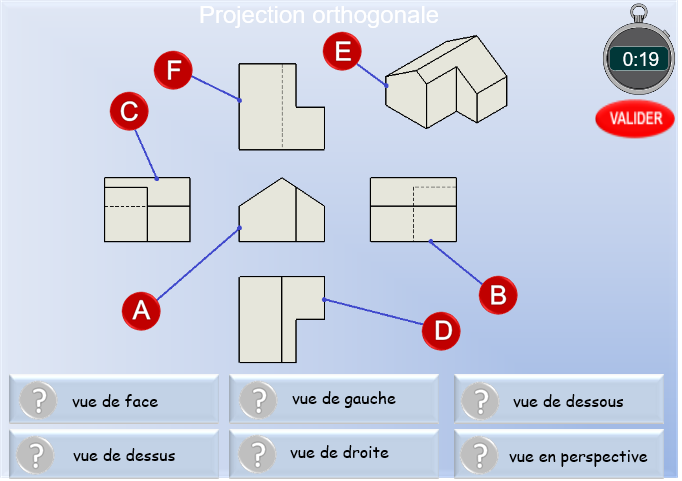 Projection orthogonale
E
0:19
F
C
VALIDER
A
B
D
? vue de face
? vue de gauche
? vue de dessous
? vue de dessus
? vue de droite
? vue en perspective